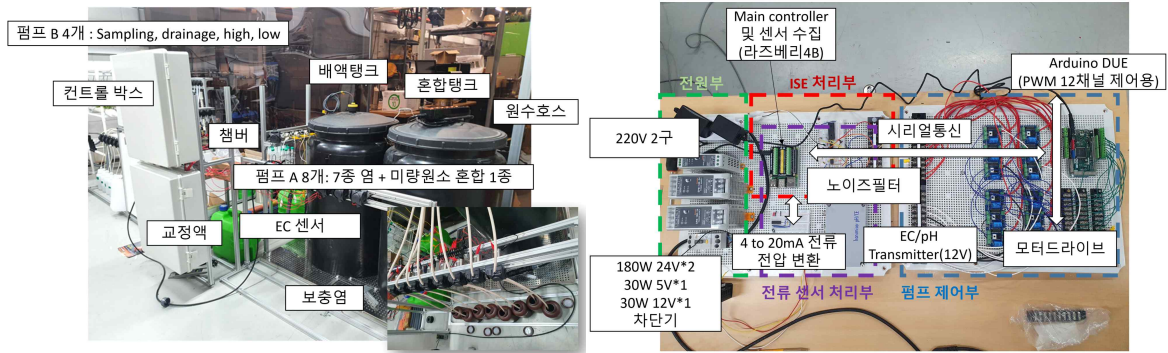 펌프 B 4개 : Sampling, drainage, high, low
컨트롤 박스
배액탱크
혼합탱크
원수호스
챔버
펌프 A 8개: 7종 염 + 미량원소 혼합 1종
교정액
EC 센서
보충염
Main controller
및 센서 수집
(라즈베리4B)
Arduino DUE
(PWM 12채널 제어용)
전원부
ISE 처리부
220V 2구
시리얼통신
노이즈필터
4 to 20mA 전류
전압 변환
EC/pH
Transmitter(12V)
모터드라이브
180W 24V*2
30W 5V*1
30W 12V*1
차단기
전류 센서 처리부
펌프 제어부